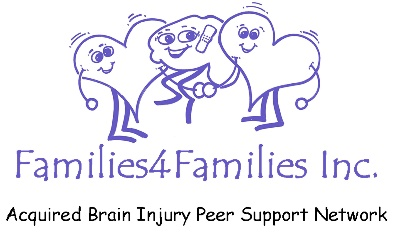 Families4Families Inc.
Acquired Brain Injury Peer Support Network